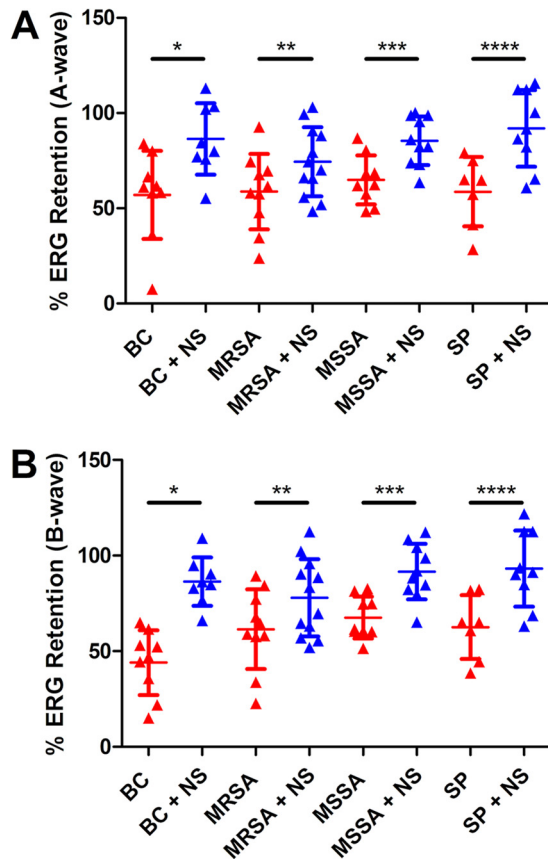 A
% ERG Retention (A-wave)
150
100
50
0
* ** *** ****
BC
BC + NS
MRSA
MRSA + NS
MSSA
MSSA + NS
SP
SP + NS
B
% ERG Retention (B-wave)
150
100
50
0
* ** *** ****
BC
BC + NS
MRSA
MRSA + NS
MSSA
MSSA + NS
SP
SP + NS